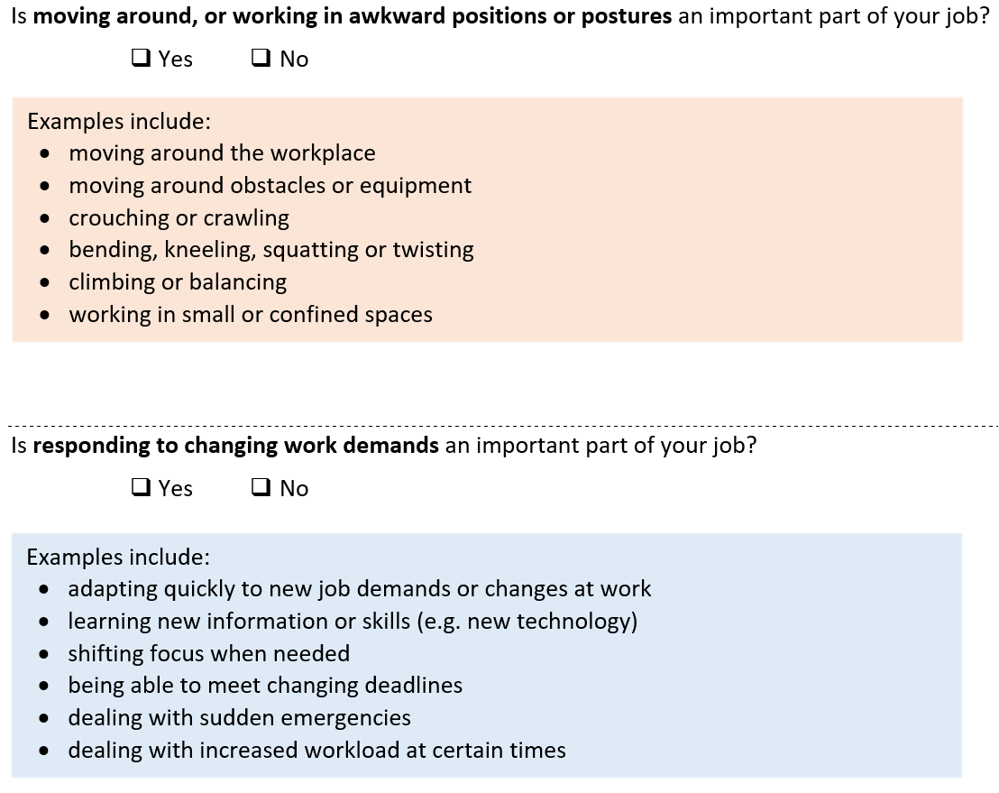 Is moving around, or working in awkward positions or postures an important part of your job?
❑ Yes ❑ No
Examples include:
• moving around the workplace
• moving around obstacles or equipment
• crouching or crawling
• bending, kneeling, squatting or twisting
• climbing or balancing
• working in small or confined spaces
Is responding to changing work demands an important part of your job?
❑ Yes ❑ No
Examples include:
• adapting quickly to new job demands or changes at work
• learning new information or skills (e.g. new technology)
• shifting focus when needed
• being able to meet changing deadlines
• dealing with sudden emergencies
• dealing with increased workload at certain times